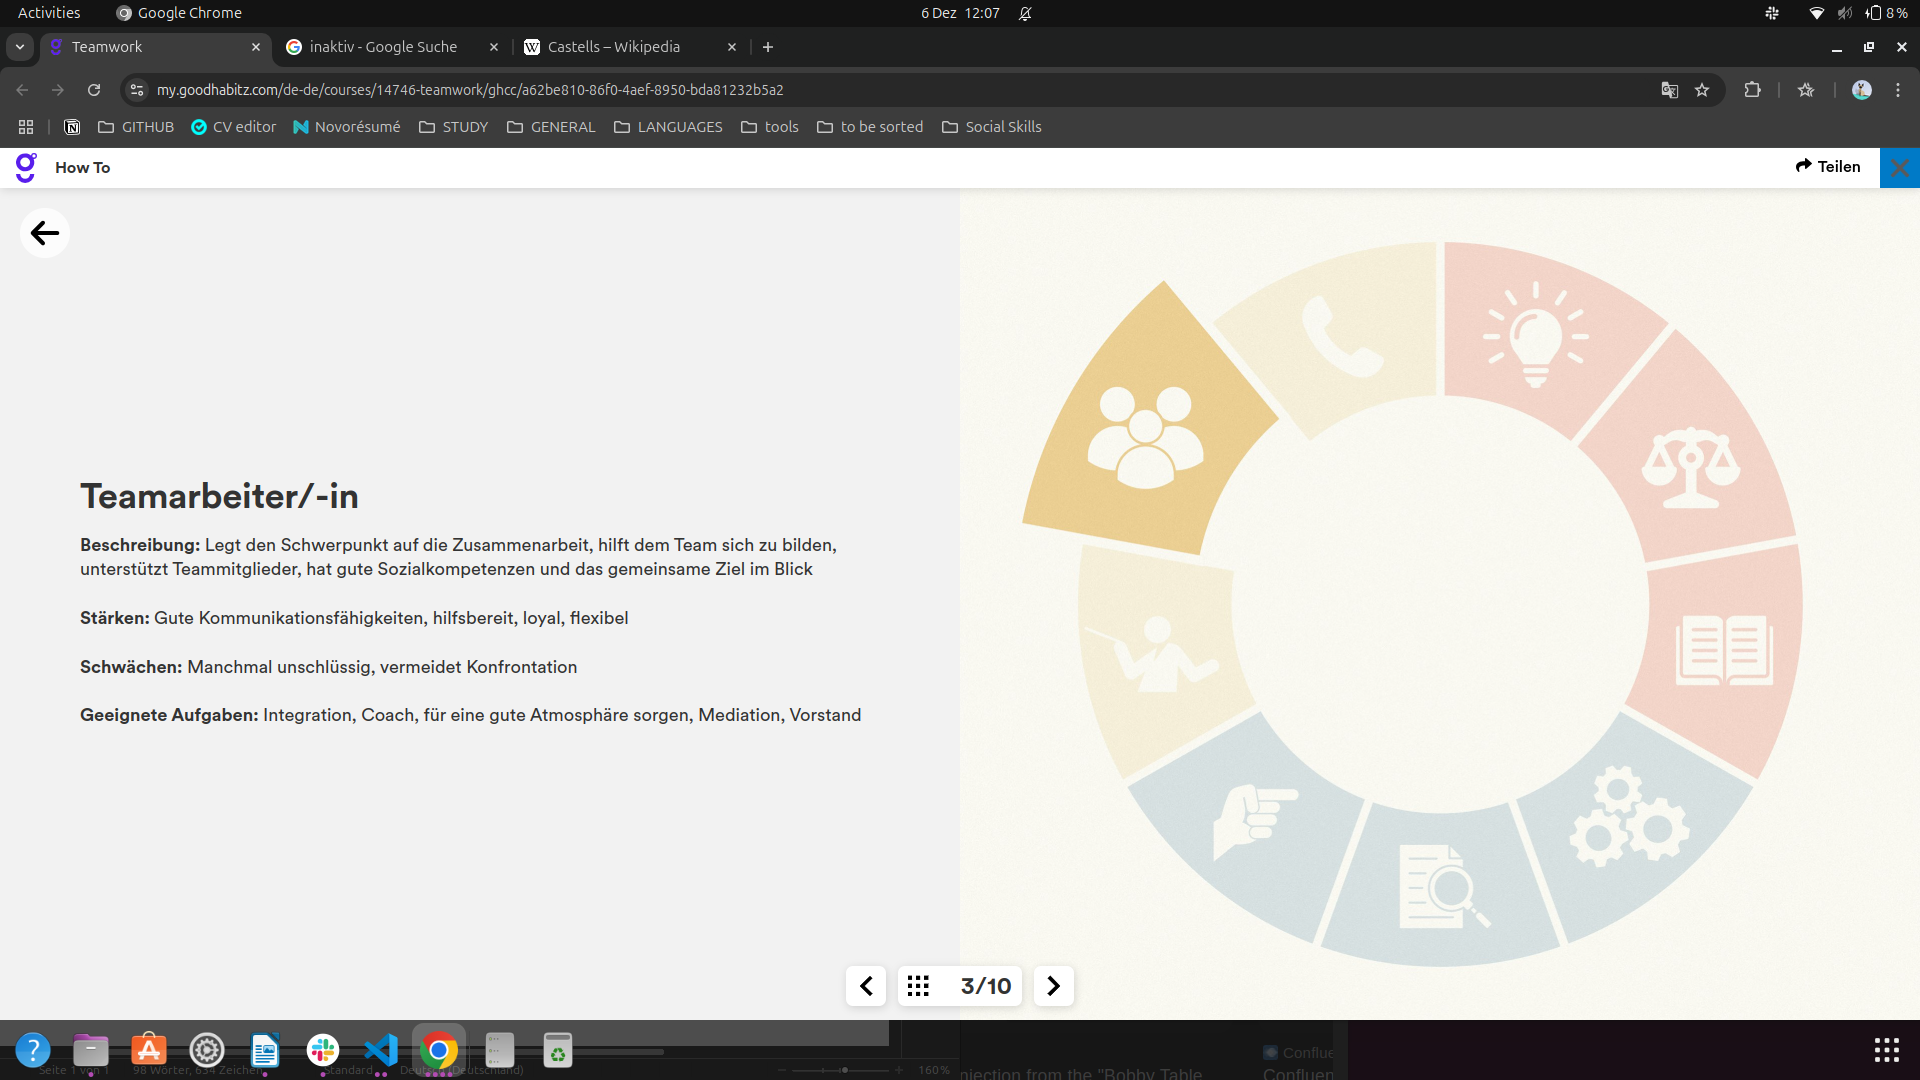 Activities
Google Chrome
6 Dez 12:07
8 %
Teamwork
inaktiv - Google Suche
Castells – Wikipedia
my.goodhabitz.com/de-de/courses/14746-teamwork/ghcc/a62be810-86f0-4aef-8950-bda81232b5a2
GITHUB
CV editor
Novorésumé
STUDY
GENERAL
LANGUAGES
tools
to be sorted
Social Skills
How To
Teilen
Teamarbeiter/-in
Beschreibung: Legt den Schwerpunkt auf die Zusammenarbeit, hilft dem Team sich zu bilden,
unterstützt Teammitglieder, hat gute Sozialkompetenzen und das gemeinsame Ziel im Blick
Stärken: Gute Kommunikationsfähigkeiten, hilfsbereit, loyal, flexibel
Schwächen: Manchmal unschlüssig, vermeidet Konfrontation
Geeignete Aufgaben: Integration, Coach, für eine gute Atmosphäre sorgen, Mediation, Vorstand
3/10
Seite 1 von 1
98 Wörter, 634 Zeichen
Standard
Deutsch (Deutschland)
160 %
njection from the "Bobby Table
Conflue
Confluen